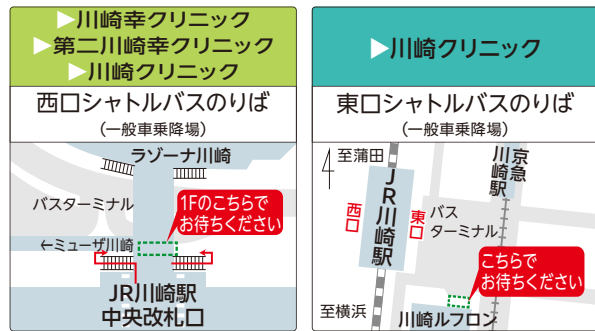 ▶川崎幸クリニック
▶第二川崎幸クリニック
▶川崎クリニック
西口シャトルバスのりば
(一般車乗降場)
ラゾーナ川崎
バスターミナル
1Fのこちらで
お待ちください
←ミューザ川崎
JR川崎駅
中央改札口
▶川崎クリニック
東口シャトルバスのりば
(一般車乗降場)
至蒲田
京急
川崎駅
JR川崎駅
西口
東口
バス
ターミナル
こちらで
お待ちください
至横浜
川崎ルフロン